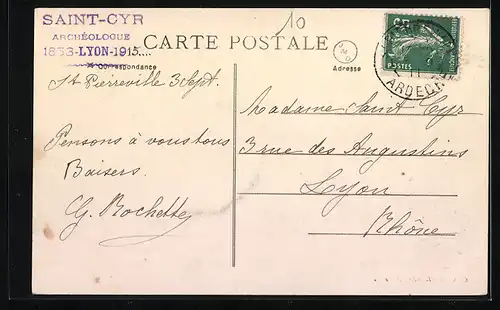 SAINT-CYR
ARCHÉOLOGUE
1853-LYON-1915...
10
CARTE POSTALE
Correspondance
Adresse
POSTES
ARDECHE
St Pierreville 3 Sept.
Pensons à vous tous
Baisers.
G. Rochette
Madame Saint Cyr
3 rue des Augustins
Lyon
Rhône